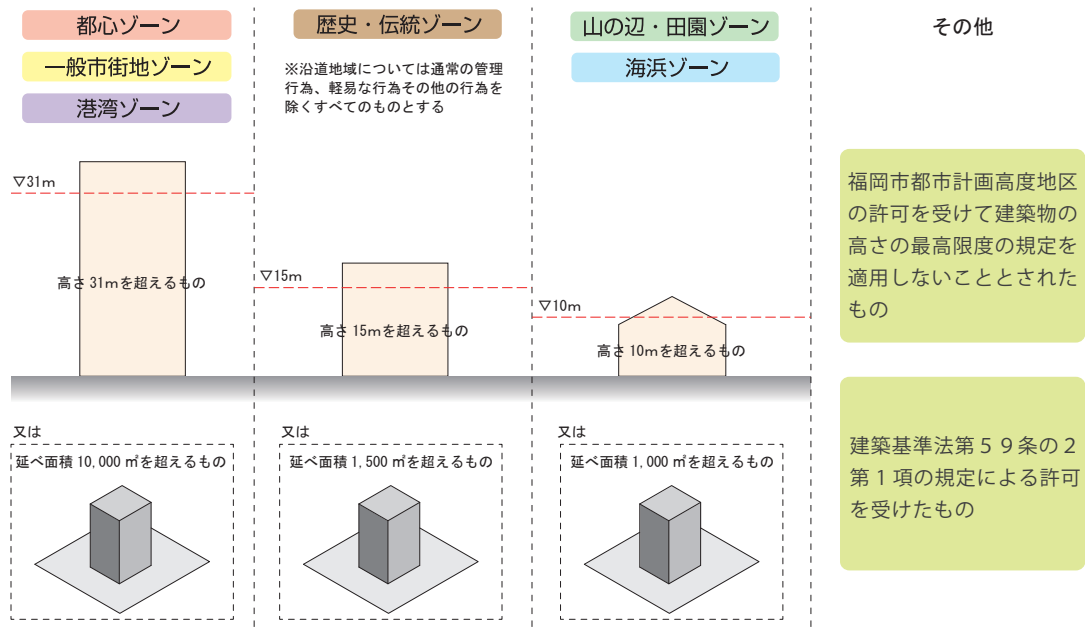 都心ゾーン
一般市街地ゾーン
港湾ゾーン
▽31m
高さ31mを超えるもの
又は
延べ面積10,000㎡を超えるもの
歴史・伝統ゾーン
※沿道地域については通常の管理
行為、軽易な行為その他の行為を
除くすべてのものとする
▽15m
高さ15mを超えるもの
又は
延べ面積1,500㎡を超えるもの
山の辺・田園ゾーン
海浜ゾーン
▽10m
高さ10mを超えるもの
又は
延べ面積1,000㎡を超えるもの
その他
福岡市都市計画高度地区
の許可を受けて建築物の
高さの最高限度の規定を
適用しないこととされた
もの
建築基準法第59条の2
第1項の規定による許可
を受けたもの